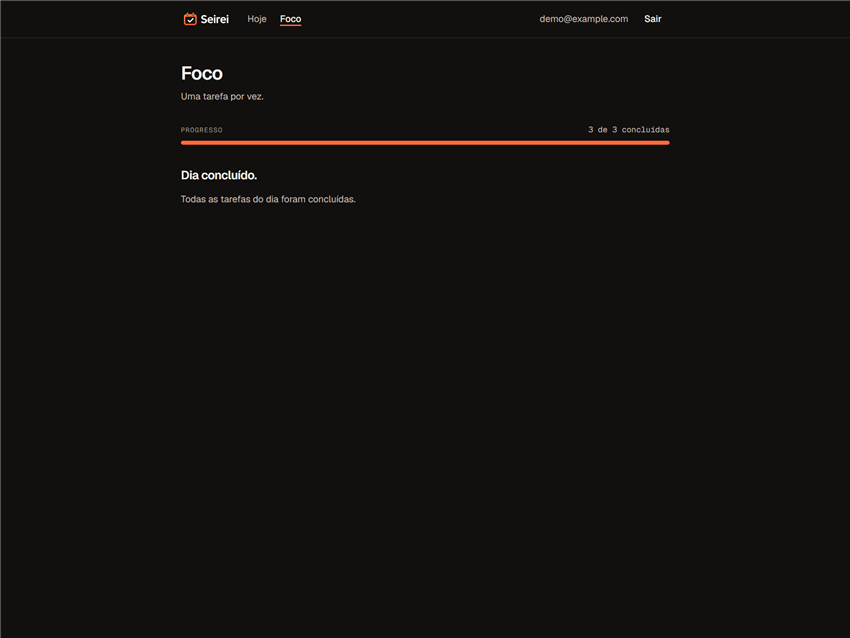 Seirei Hoje Foco demo@example.com Sair
Foco
Uma tarefa por vez.
PROGRESSO 3 de 3 concluídas
Dia concluído.
Todas as tarefas do dia foram concluídas.